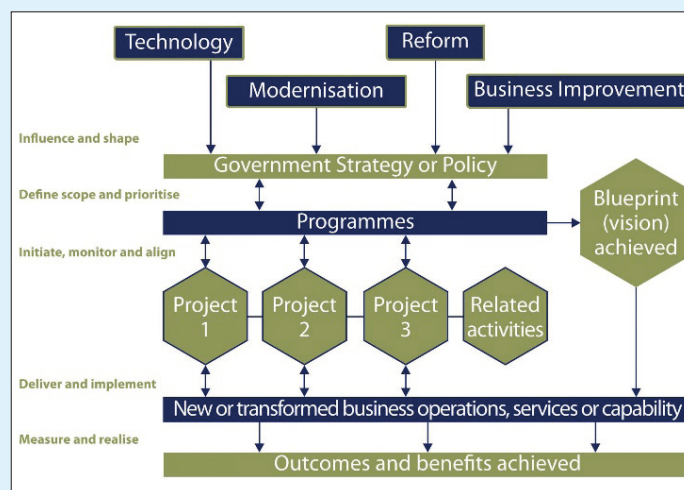 Technology
Reform
Modernisation
Business Improvement
Influence and shape
Government Strategy or Policy
Define scope and prioritise
Programmes
Blueprint
(vision)
achieved
Initiate, monitor and align
Project
1
Project
2
Project
3
Related
activities
Deliver and implement
New or transformed business operations, services or capability
Measure and realise
Outcomes and benefits achieved